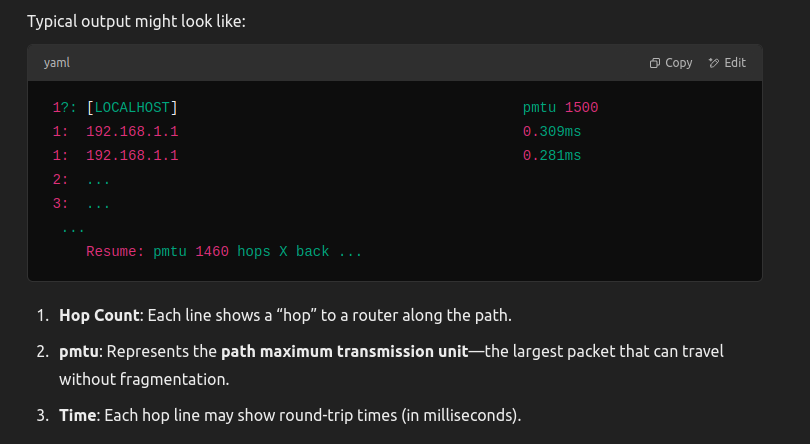 Typical output might look like:
yaml
Copy
Edit
1?: [LOCALHOST] pmtu 1500
1: 192.168.1.1 0.309ms
1: 192.168.1.1 0.281ms
2: ...
3: ...
...
Resume: pmtu 1460 hops X back ...
1. Hop Count: Each line shows a “hop” to a router along the path.
2. pmtu: Represents the path maximum transmission unit—the largest packet that can travel
without fragmentation.
3. Time: Each hop line may show round-trip times (in milliseconds).